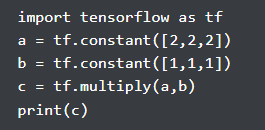 import tensorflow as tf
a = tf.constant([2,2,2])
b = tf.constant([1,1,1])
c = tf.multiply(a,b)
print(c)